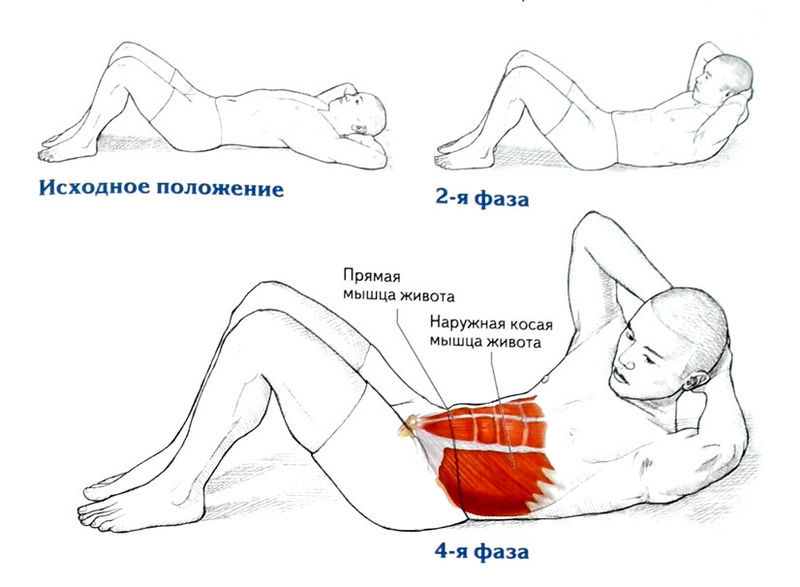 Исходное положение
2-я фаза
Прямая
мышца живота
Наружная косая
мышца живота
4-я фаза